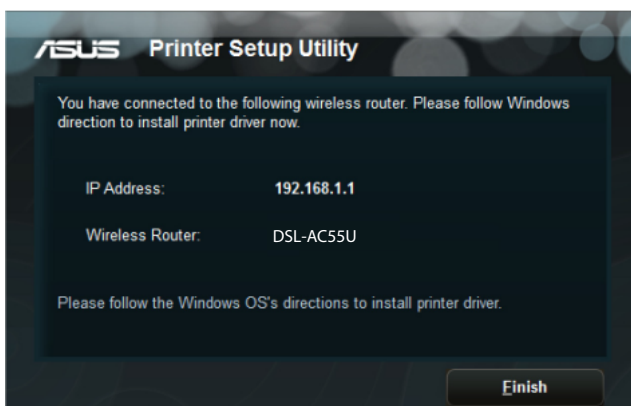 ASUS Printer Setup Utility
You have connected to the following wireless router. Please follow Windows
direction to install printer driver now.
IP Address: 192.168.1.1
Wireless Router: DSL-AC55U
Please follow the Windows OS's directions to install printer driver.
Finish